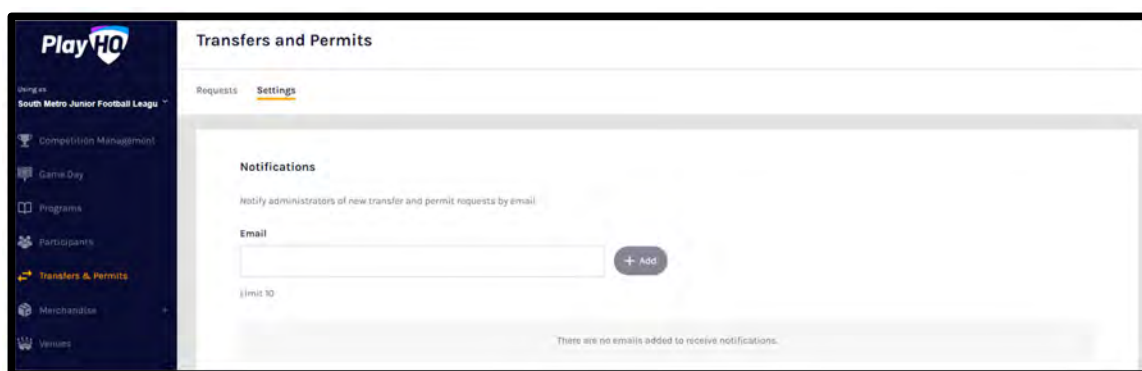 PlayHQ
Using as
South Metro Junior Football Leagu
Competition Management
Game Day
Programs
Participants
Transfers & Permits
Merchandise +
Venues
Transfers and Permits
Requests Settings
Notifications
Notify administrators of new transfer and permit requests by email
Email
+ Add
Limit 10
There are no emails added to receive notifications.